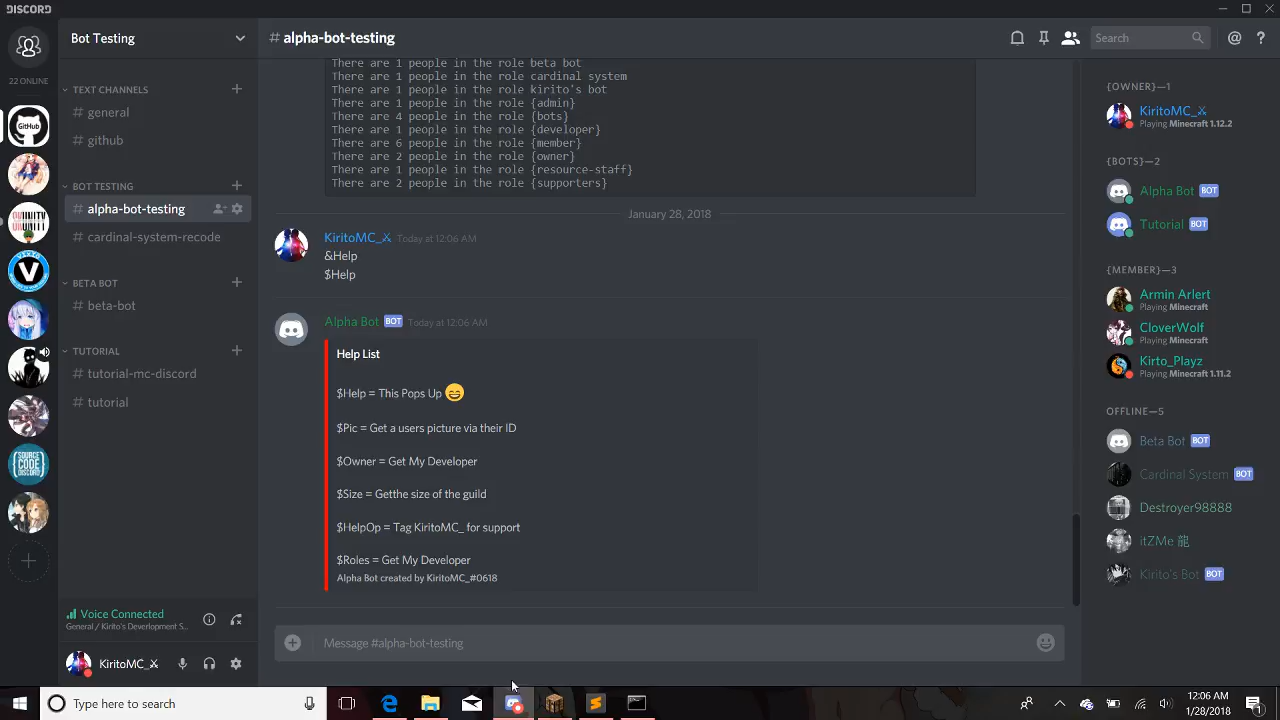 DISCORD
Bot Testing
# alpha-bot-testing
Search
22 ONLINE
GitHub
SOURCE
CODE
DISCORD
TEXT CHANNELS
# general
# github
BOT TESTING
# alpha-bot-testing
# cardinal-system-recode
BETA BOT
# beta-bot
TUTORIAL
# tutorial-mc-discord
# tutorial
Voice Connected
General / Kirito's Deverlopment S...
KiritoMC_⚔
There are 1 people in the role beta bot
There are 1 people in the role cardinal system
There are 1 people in the role kirito's bot
There are 1 people in the role {admin}
There are 4 people in the role {bots}
There are 1 people in the role {developer}
There are 6 people in the role {member}
There are 2 people in the role {owner}
There are 1 people in the role {resource-staff}
There are 2 people in the role {supporters}
January 28, 2018
KiritoMC_⚔ Today at 12:06 AM
&Help
$Help
Alpha Bot BOT Today at 12:06 AM
Help List
$Help = This Pops Up 😄
$Pic = Get a users picture via their ID
$Owner = Get My Developer
$Size = Getthe size of the guild
$HelpOp = Tag KiritoMC_ for support
$Roles = Get My Developer
Alpha Bot created by KiritoMC_#0618
Message #alpha-bot-testing
{OWNER}—1
KiritoMC_⚔
Playing Minecraft 1.12.2
{BOTS}—2
Alpha Bot BOT
Tutorial BOT
{MEMBER}—3
Armin Arlert
Playing Minecraft
CloverWolf
Playing Minecraft
Kirto_Playz
Playing Minecraft 1.11.2
OFFLINE—5
Beta Bot BOT
Cardinal System BOT
Destroyer98888
itZMe 龍
Kirito's Bot BOT
Type here to search
12:06 AM
1/28/2018